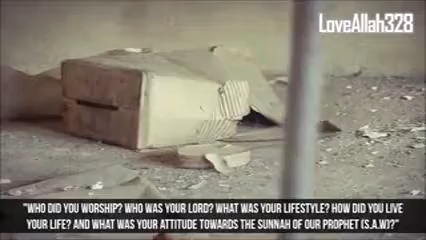 LoveAllah328
"WHO DID YOU WORSHIP? WHO WAS YOUR LORD? WHAT WAS YOUR LIFESTYLE? HOW DID YOU LIVE
YOUR LIFE? AND WHAT WAS YOUR ATTITUDE TOWARDS THE SUNNAH OF OUR PROPHET (S.A.W)?"